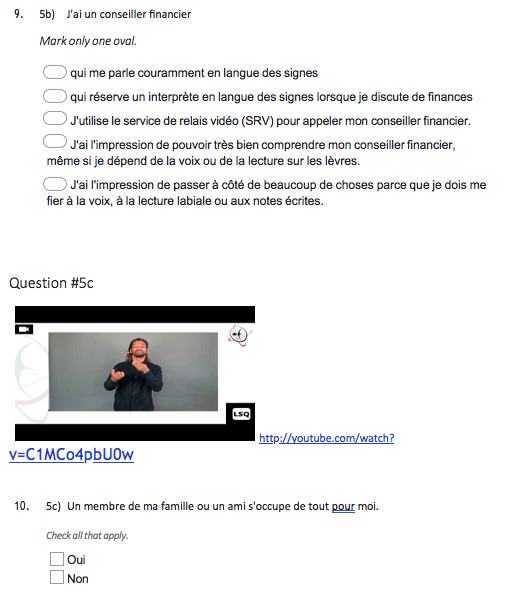 9. 5b) J'ai un conseiller financier
Mark only one oval.
qui me parle couramment en langue des signes
qui réserve un interprète en langue des signes lorsque je discute de finances
J'utilise le service de relais vidéo (SRV) pour appeler mon conseiller financier.
J'ai l'impression de pouvoir très bien comprendre mon conseiller financier,
même si je dépend de la voix ou de la lecture sur les lèvres.
J'ai l'impression de passer à côté de beaucoup de choses parce que je dois me
fier à la voix, à la lecture labiale ou aux notes écrites.
Question #5c
LSQ
http://youtube.com/watch?
v=C1MCo4pbU0w
10. 5c) Un membre de ma famille ou un ami s'occupe de tout pour moi.
Check all that apply.
Oui
Non